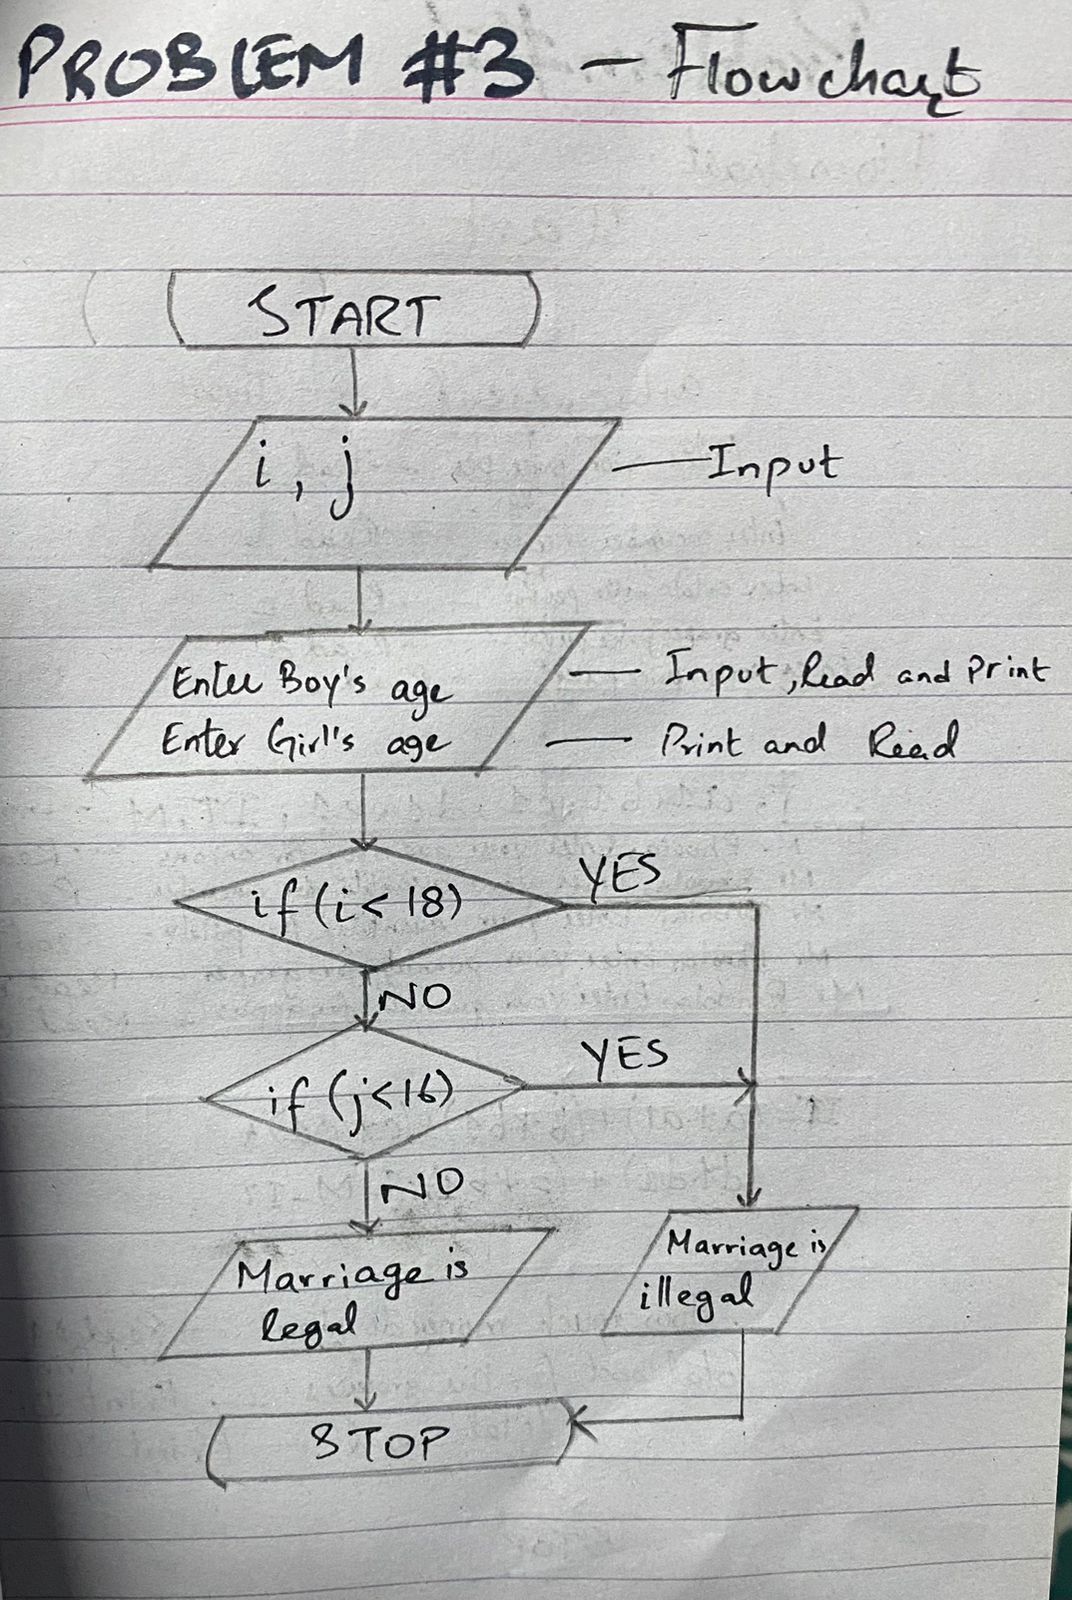 PROBLEM #3 - Flowchart
START
i, j
Input
Enter Boy's age
Input, Read and Print
Enter Girl's age
Print and Read
if (i < 18)
YES
NO
if (j<16)
YES
NO
Marriage is
legal
Marriage is
illegal
STOP